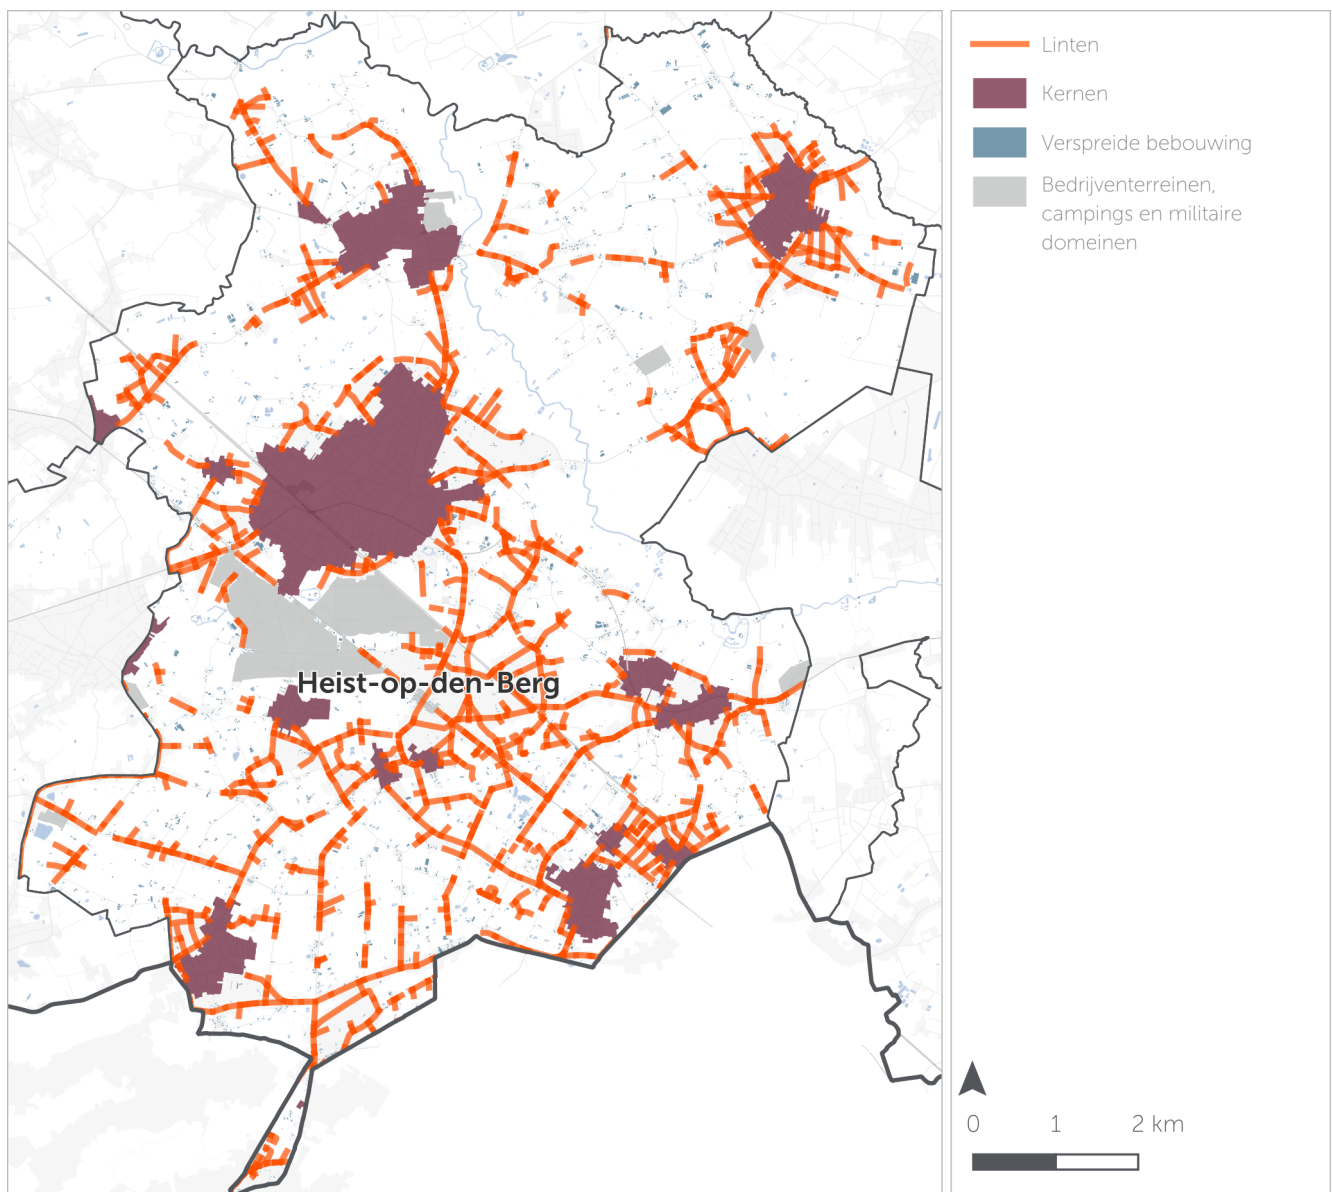 Linten
Kernen
Verspreide bebouwing
Bedrijventerreinen,
campings en militaire
domeinen
Heist-op-den-Berg
0 1 2 km